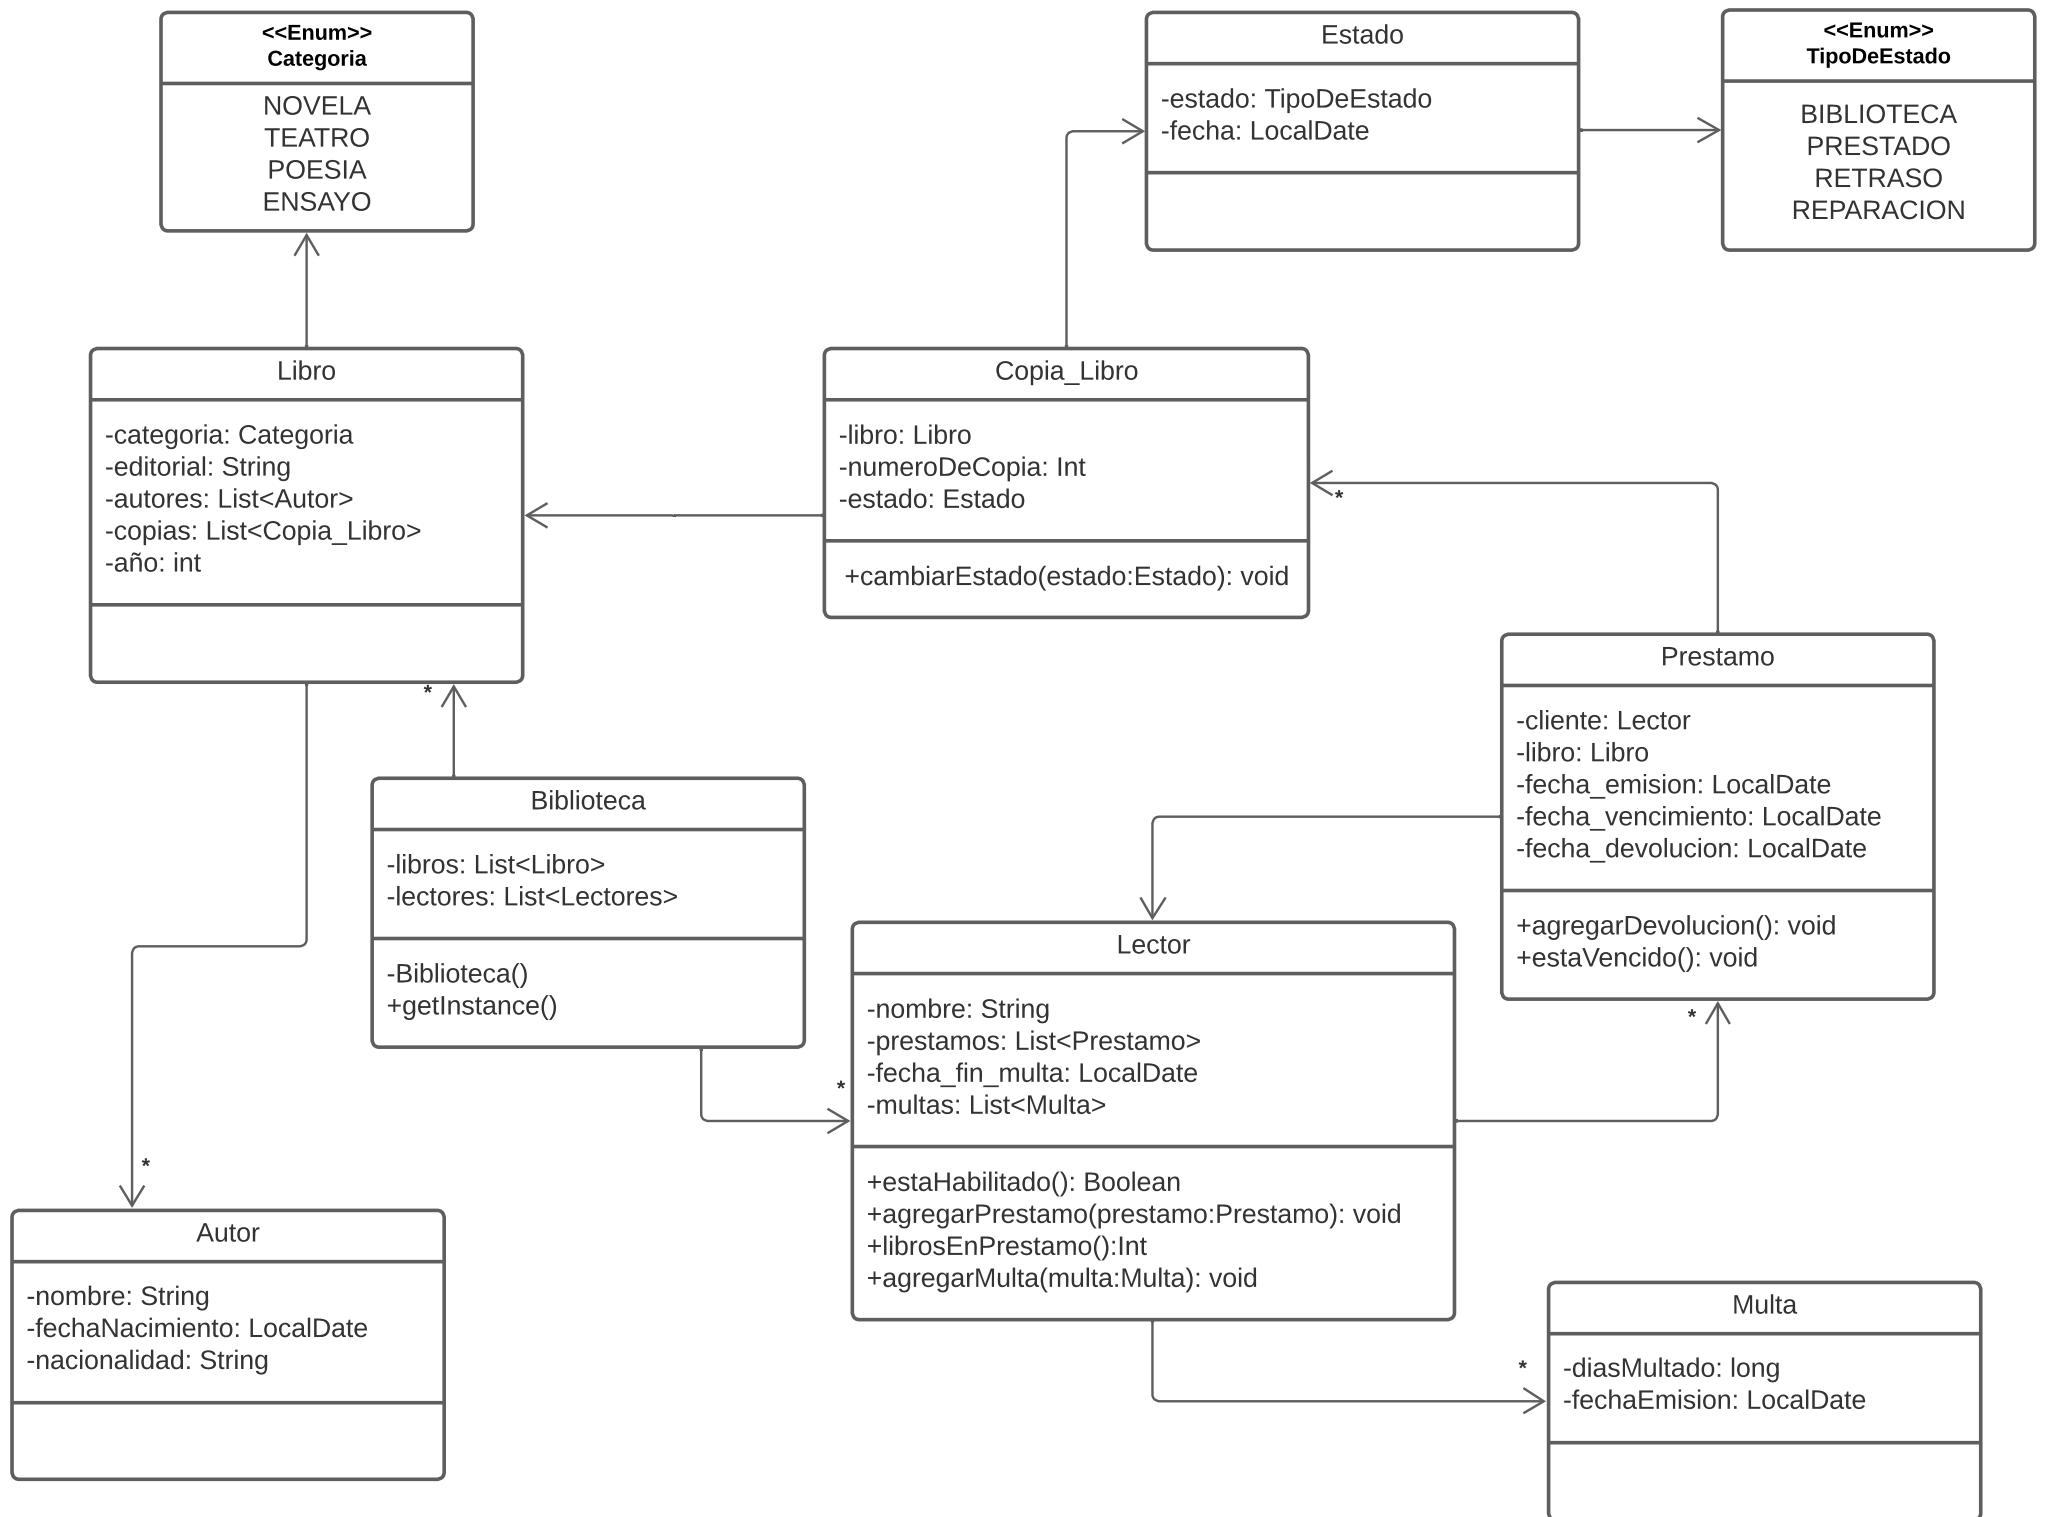 <<Enum>>
Categoria
NOVELA
TEATRO
POESIA
ENSAYO
Estado
-estado: TipoDeEstado
-fecha: LocalDate
<<Enum>>
TipoDeEstado
BIBLIOTECA
PRESTADO
RETRASO
REPARACION
Libro
-categoria: Categoria
-editorial: String
-autores: List<Autor>
-copias: List<Copia_Libro>
-año: int
*
Copia_Libro
-libro: Libro
-numeroDeCopia: Int
-estado: Estado
+cambiarEstado(estado:Estado): void
*
Prestamo
-cliente: Lector
-libro: Libro
-fecha_emision: LocalDate
-fecha_vencimiento: LocalDate
-fecha_devolucion: LocalDate
+agregarDevolucion(): void
+estaVencido(): void
*
Biblioteca
-libros: List<Libro>
-lectores: List<Lectores>
-Biblioteca()
+getInstance()
*
Lector
-nombre: String
-prestamos: List<Prestamo>
-fecha_fin_multa: LocalDate
-multas: List<Multa>
+estaHabilitado(): Boolean
+agregarPrestamo(prestamo:Prestamo): void
+librosEnPrestamo():Int
+agregarMulta(multa:Multa): void
*
Autor
-nombre: String
-fechaNacimiento: LocalDate
-nacionalidad: String
*
Multa
-diasMultado: long
-fechaEmision: LocalDate